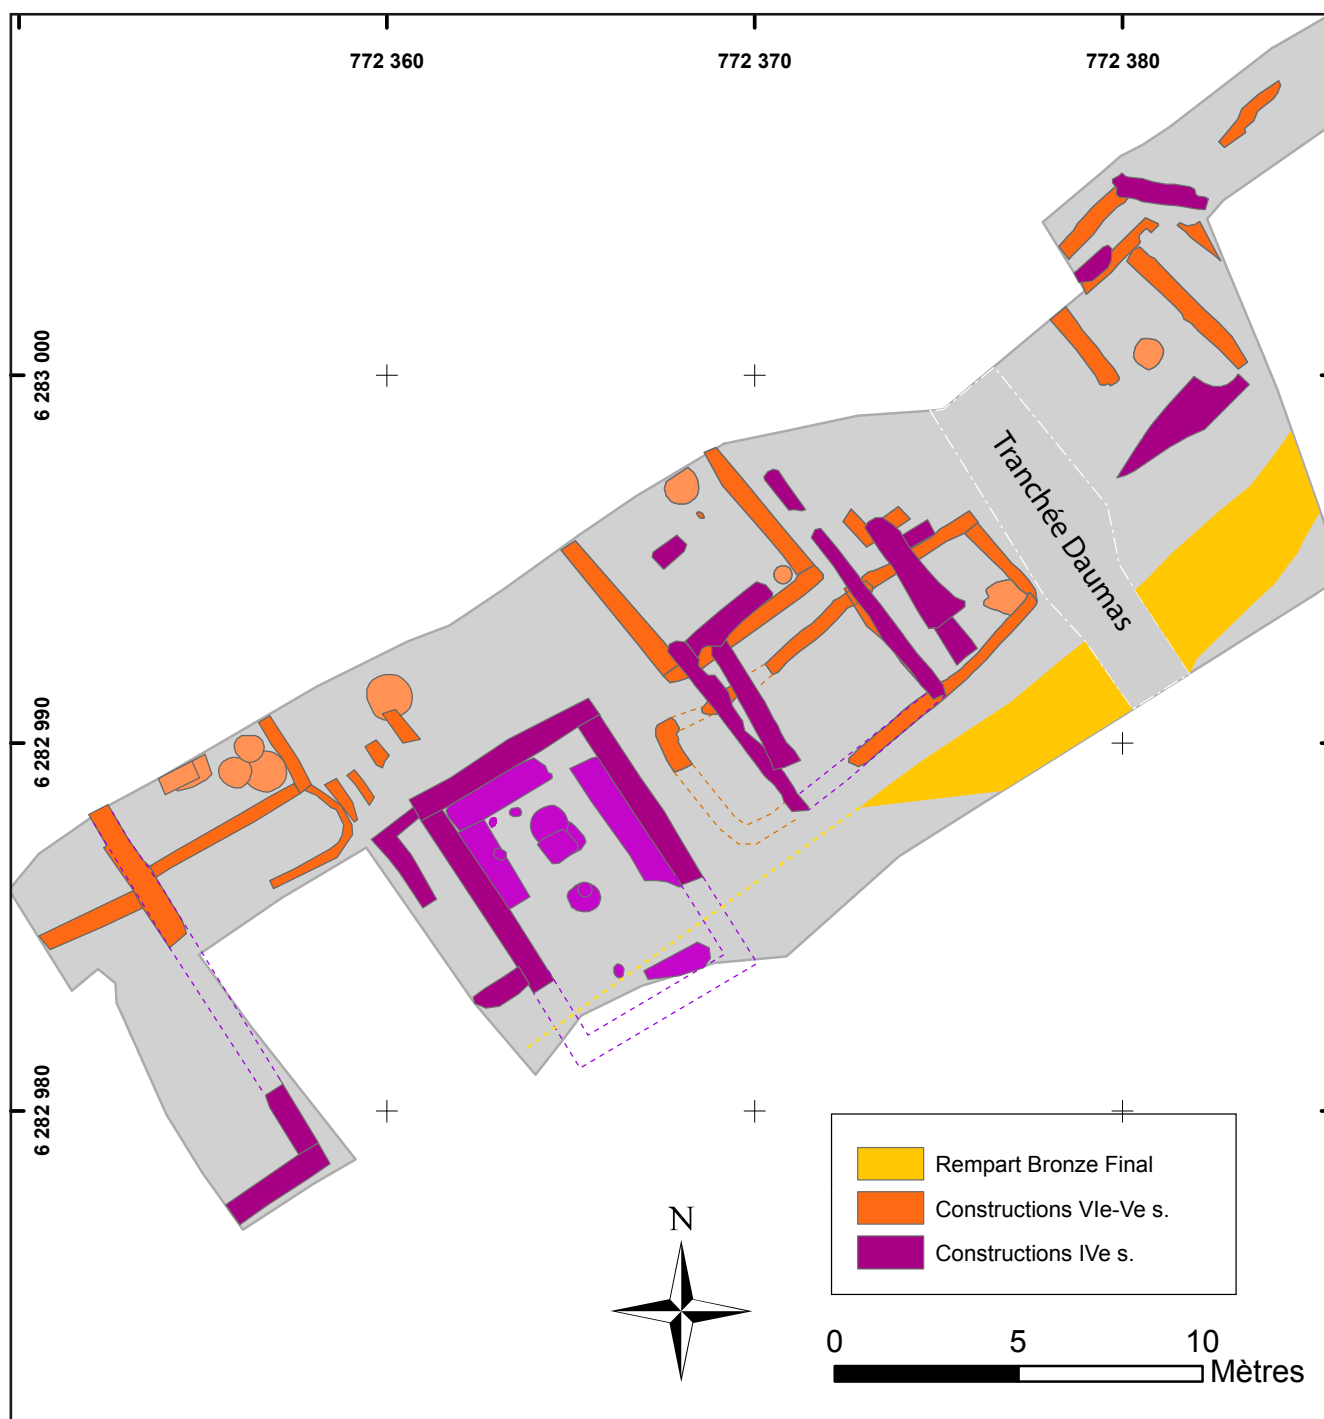 772 360
772 370
772 380
6 283 000
6 282 990
6 282 980
Tranchée Daumas
Rempart Bronze Final
Constructions VIe-Ve s.
Constructions IVe s.
N
0 5 10
Mètres